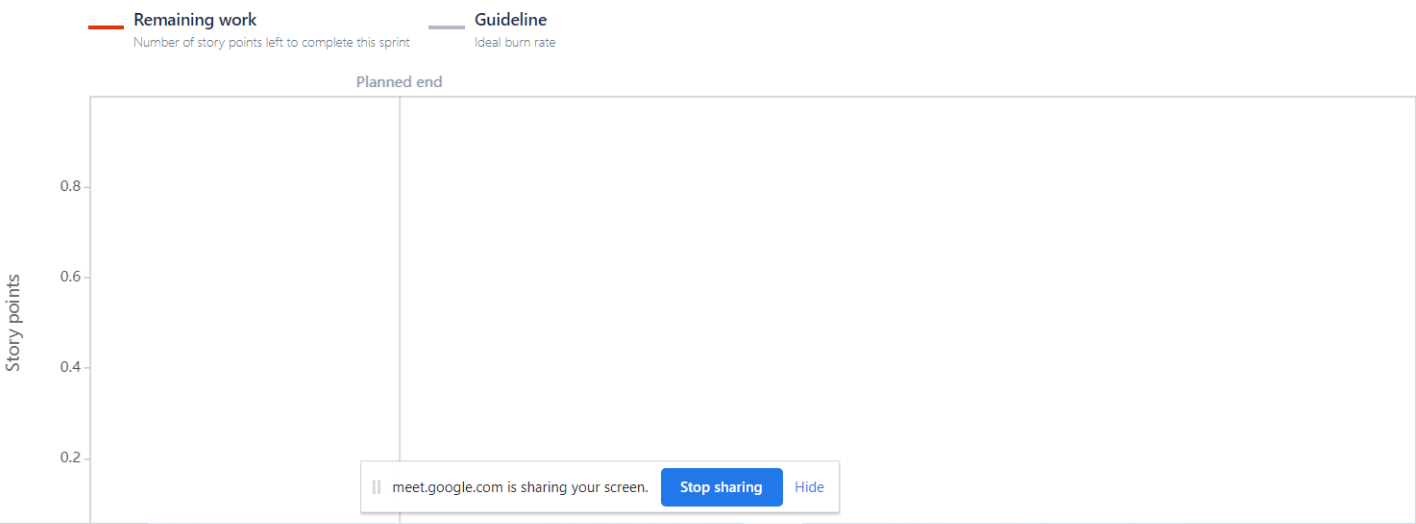 Remaining work
Number of story points left to complete this sprint
Guideline
Ideal burn rate
Planned end
0.8
0.6
0.4
0.2
Story points
meet.google.com is sharing your screen. Stop sharing Hide